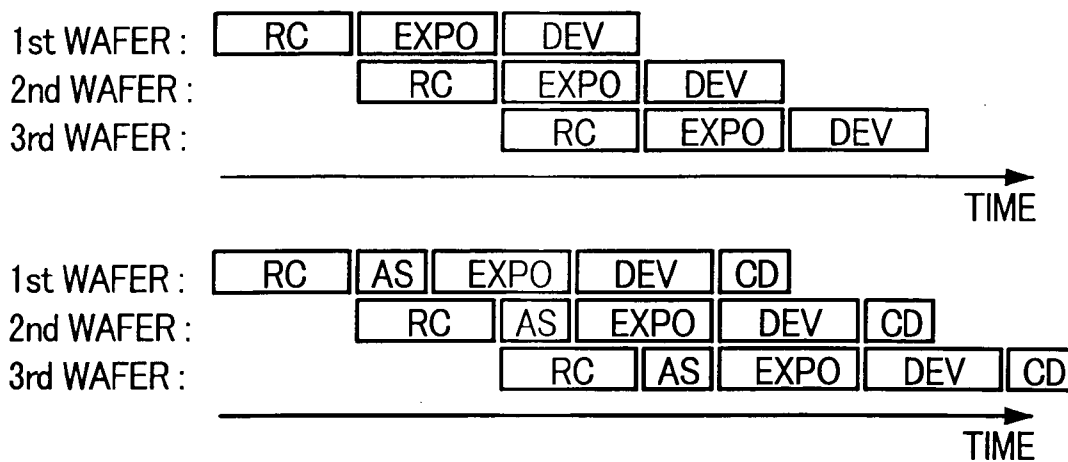 1st WAFER : RC EXPO DEV
2nd WAFER : RC EXPO DEV
3rd WAFER : RC EXPO DEV
TIME
1st WAFER : RC AS EXPO DEV CD
2nd WAFER : RC AS EXPO DEV CD
3rd WAFER : RC AS EXPO DEV CD
TIME